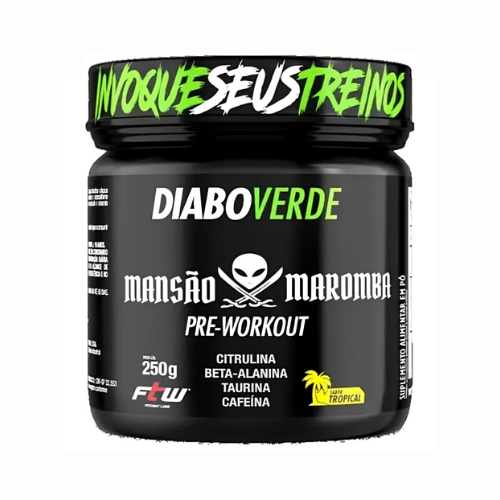 INVOQUESEUSTREINOS
DIABOVERDE
MANSÃO MAROMBA
PRE-WORKOUT
CITRULINA
BETA-ALANINA
TAURINA
CAFEÍNA
250g
FTW
SABOR
TROPICAL
SUPLEMENTO ALIMENTAR EM PÓ